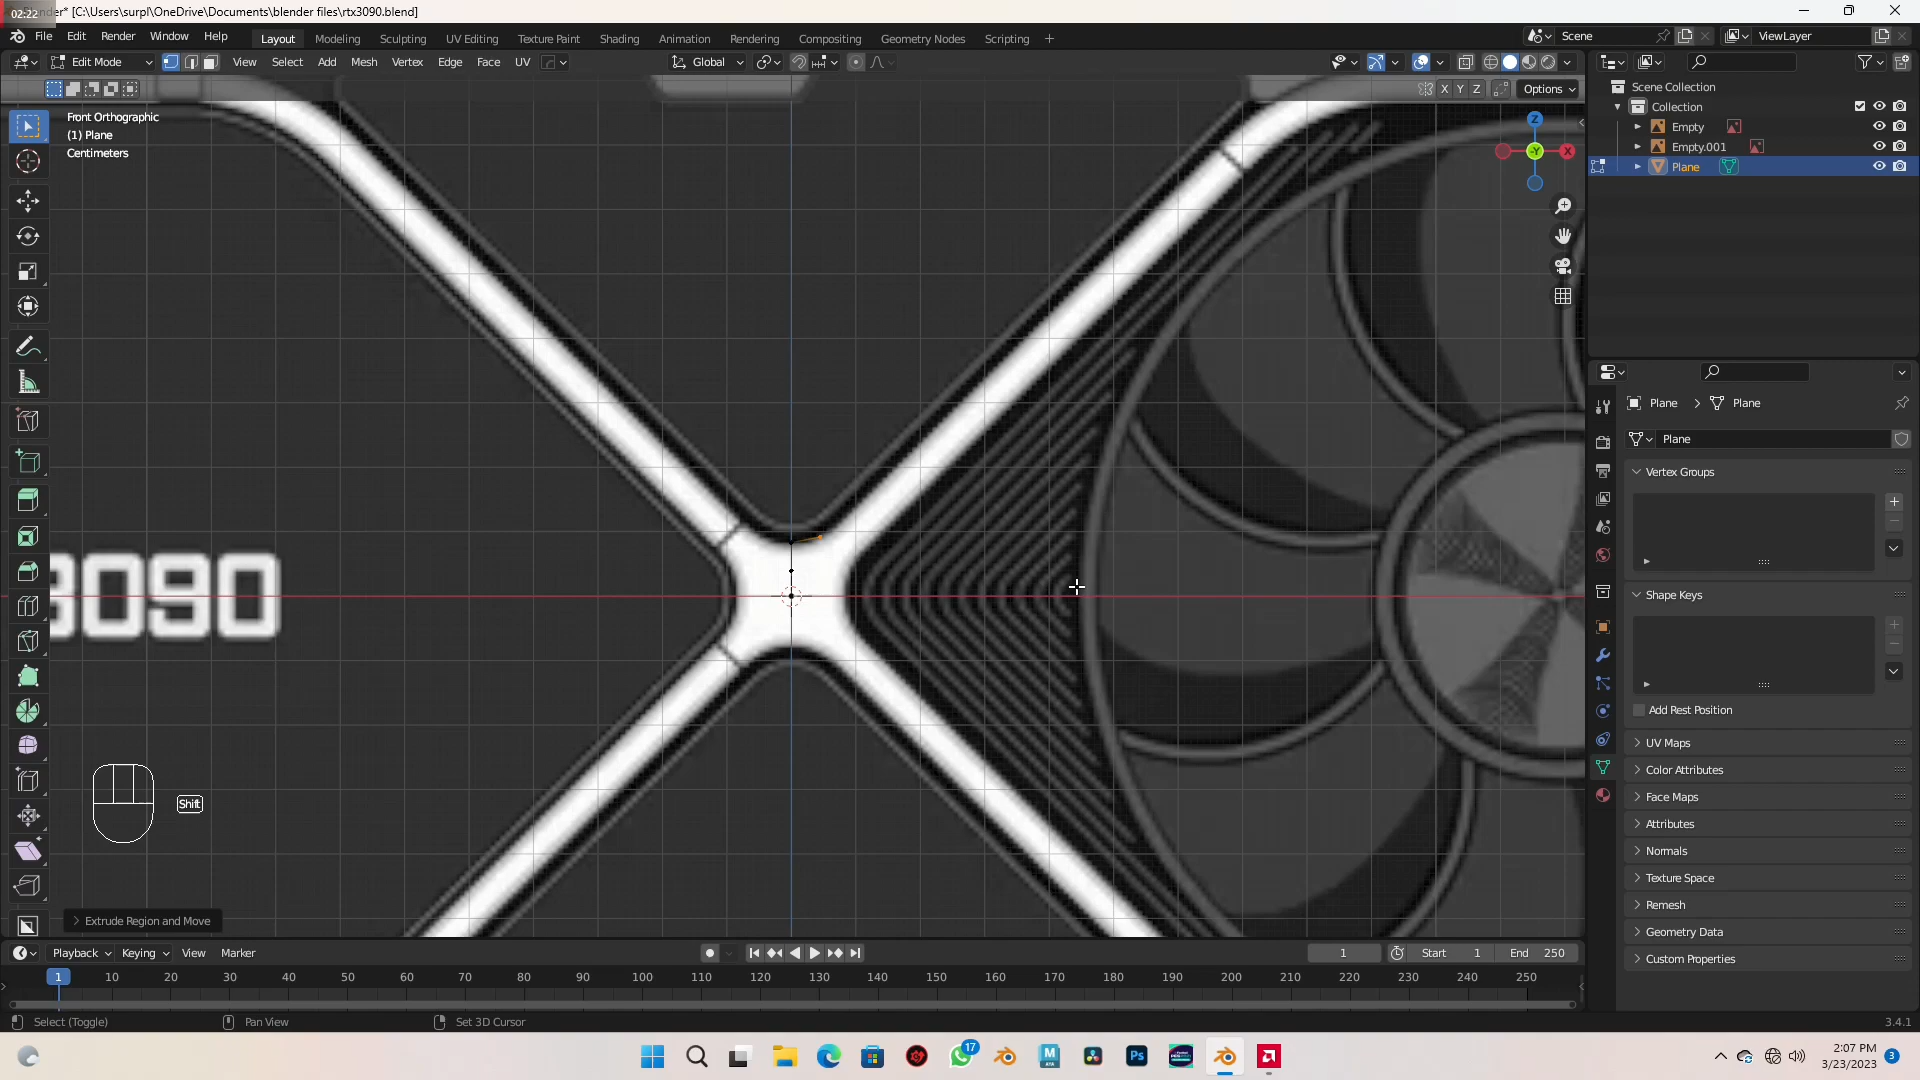 02:22
[C:\Users\surpl\OneDrive\Documents\blender files\rtx3090.blend]
File Edit Render Window Help
Layout Modeling Sculpting UV Editing Texture Paint Shading Animation Rendering Compositing Geometry Nodes Scripting +
Scene
ViewLayer
Edit Mode
View Select Add Mesh Vertex Edge Face UV
Global
X Y Z
Options
Front Orthographic
(1) Plane
Centimeters
Z
-Y
X
Scene Collection
Collection
Empty
Empty.001
Plane
3090
Shift
Extrude Region and Move
Plane > Plane
Plane
Vertex Groups
Shape Keys
Add Rest Position
UV Maps
Color Attributes
Face Maps
Attributes
Normals
Texture Space
Remesh
Geometry Data
Custom Properties
Playback Keying View Marker
1
Start 1
End 250
1 10 20 30 40 50 60 70 80 90 100 110 120 130 140 150 160 170 180 190 200 210 220 230 240 250
Select (Toggle)
Pan View
Set 3D Cursor
3.4.1
17
M
AYA
Ps
2:07 PM
3/23/2023
3